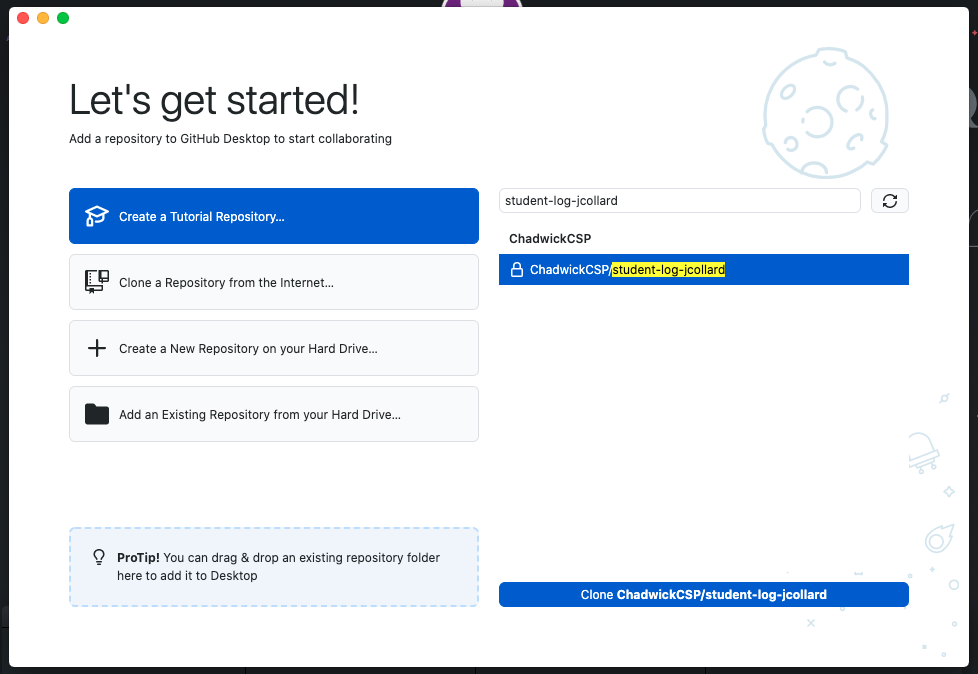 Let's get started!
Add a repository to GitHub Desktop to start collaborating
Create a Tutorial Repository...
Clone a Repository from the Internet...
Create a New Repository on your Hard Drive...
Add an Existing Repository from your Hard Drive...
ProTip! You can drag & drop an existing repository folder
here to add it to Desktop
student-log-jcollard
ChadwickCSP
ChadwickCSP/student-log-jcollard
Clone ChadwickCSP/student-log-jcollard